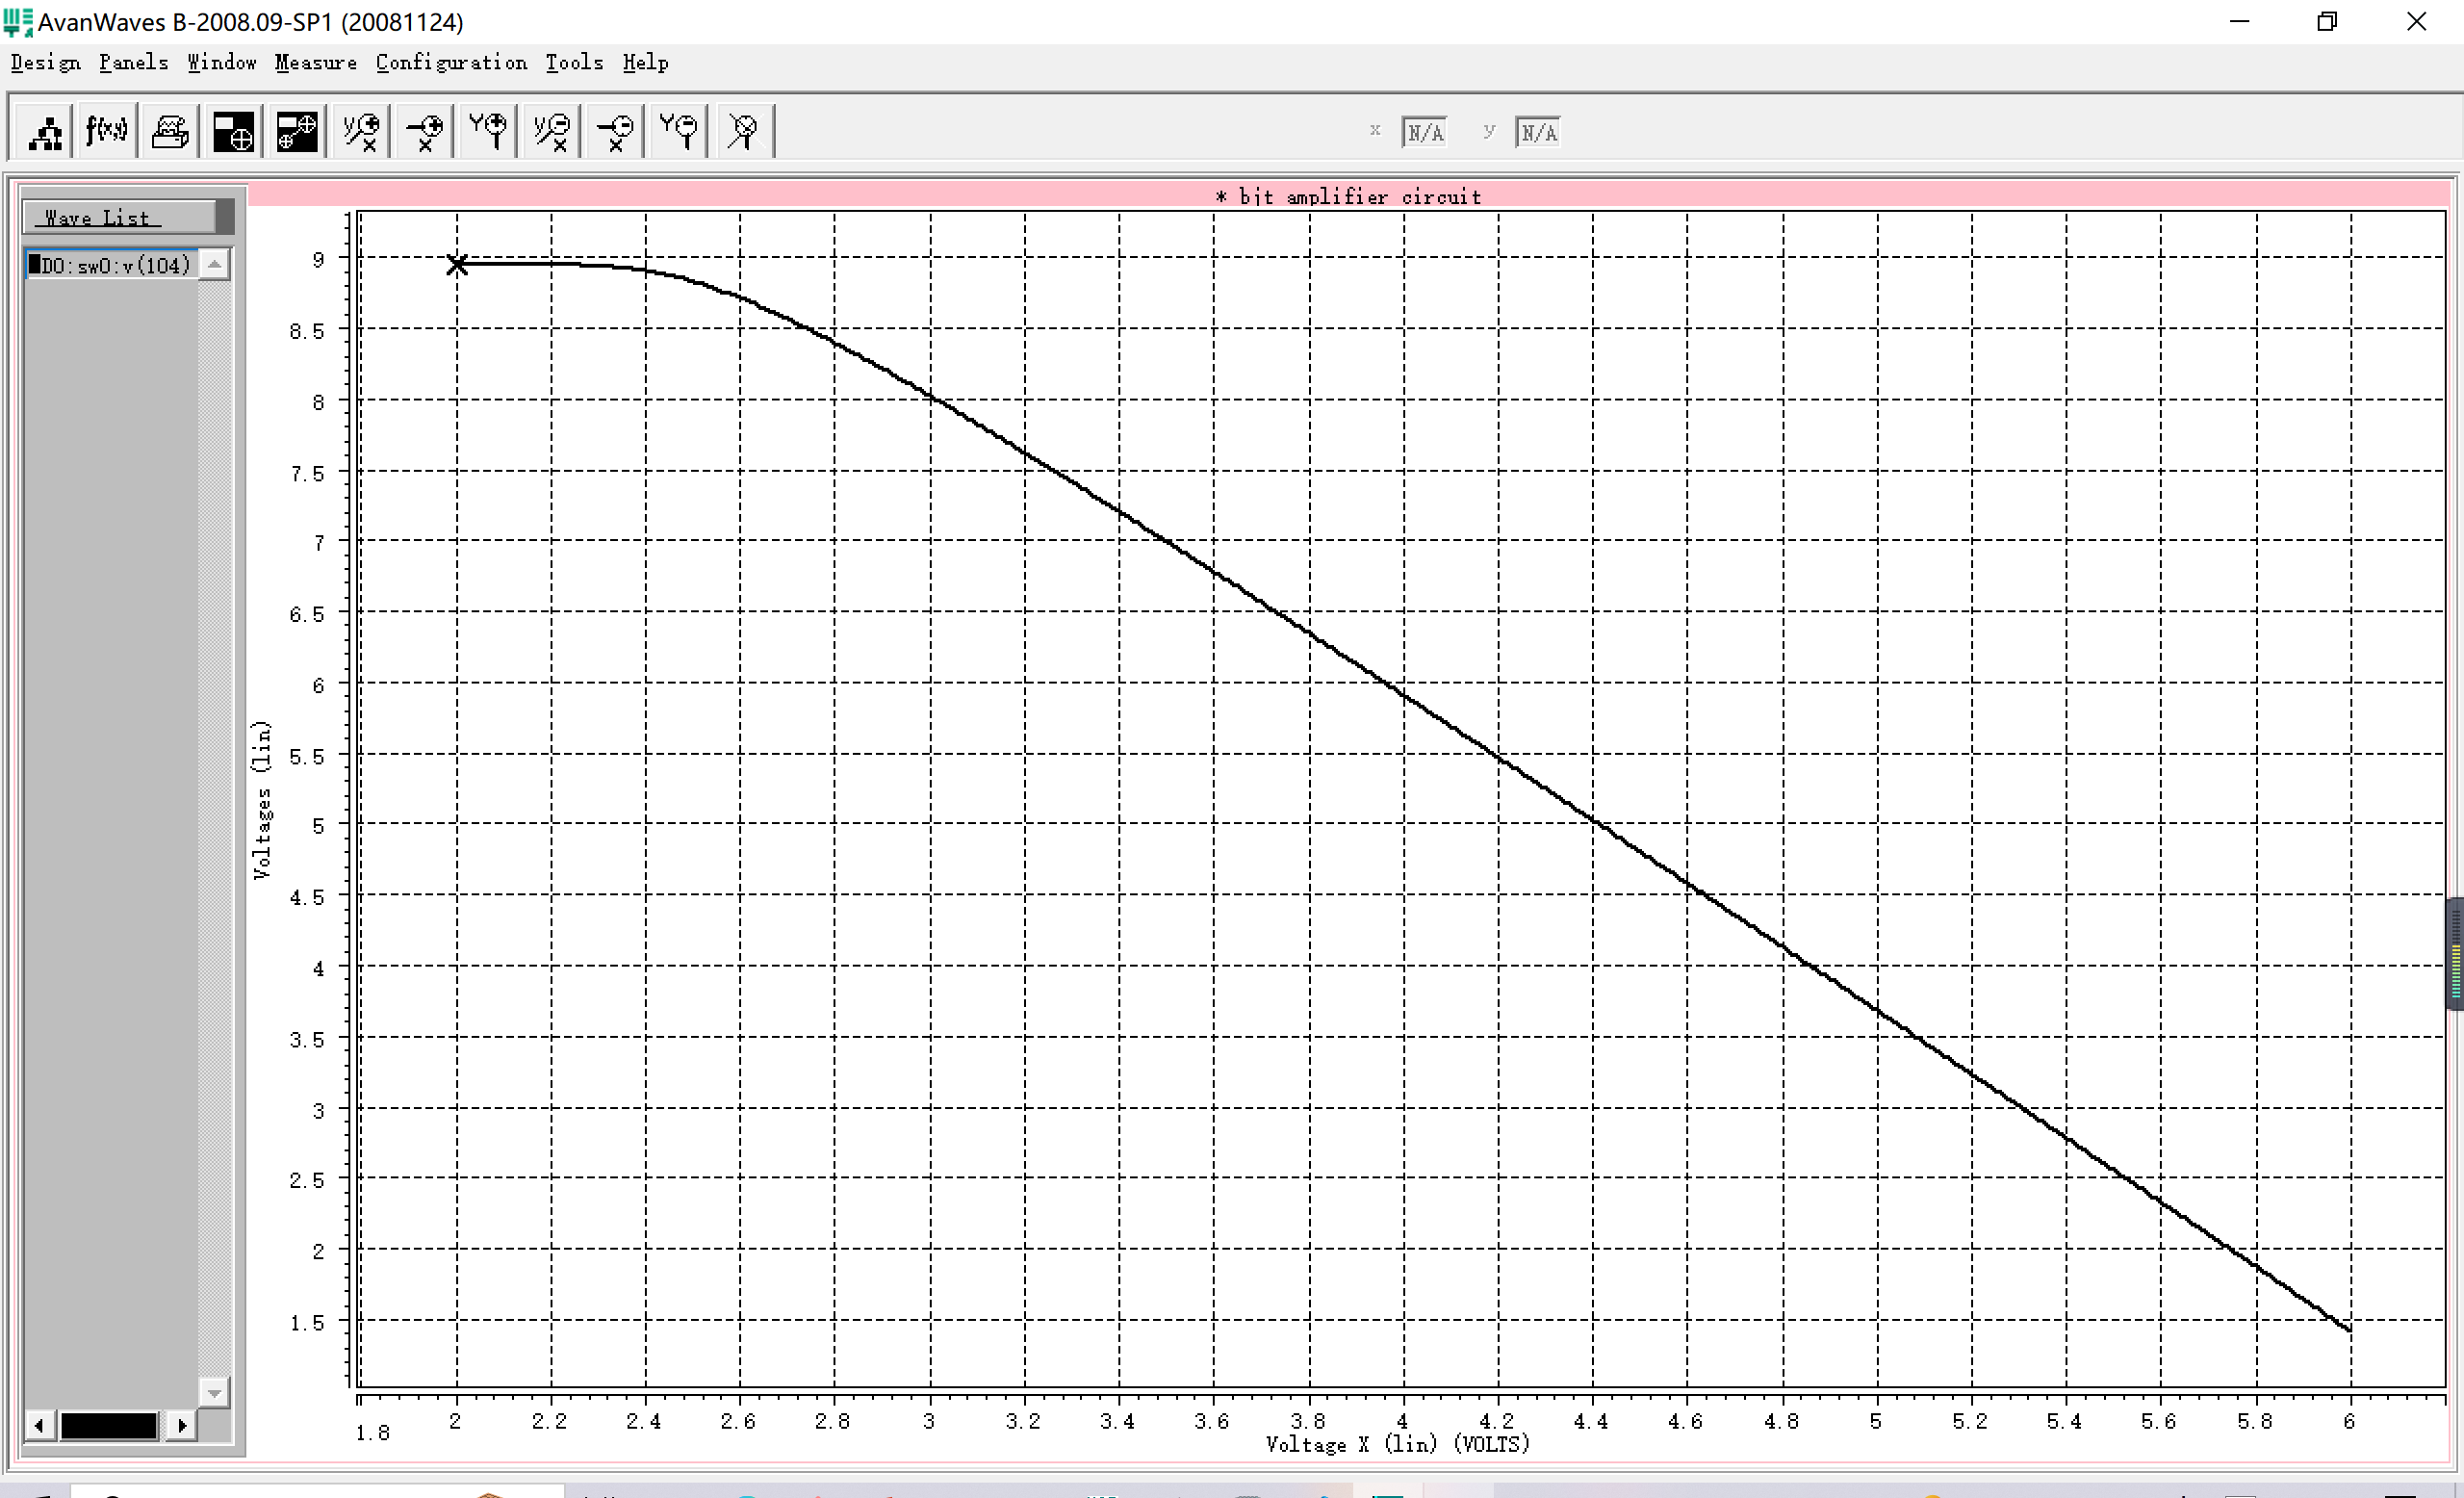 AvanWaves B-2008.09-SP1 (20081124)
Design Panels Window Measure Configuration Tools Help
f(x,y) x N/A y N/A
* bjt amplifier circuit
Wave List
D0:sw0:v(104)
Voltages (lin)
9
8.5
8
7.5
7
6.5
6
5.5
5
4.5
4
3.5
3
2.5
2
1.5
1.8 2 2.2 2.4 2.6 2.8 3 3.2 3.4 3.6 3.8 4 4.2 4.4 4.6 4.8 5 5.2 5.4 5.6 5.8 6
Voltage X (lin) (VOLTS)